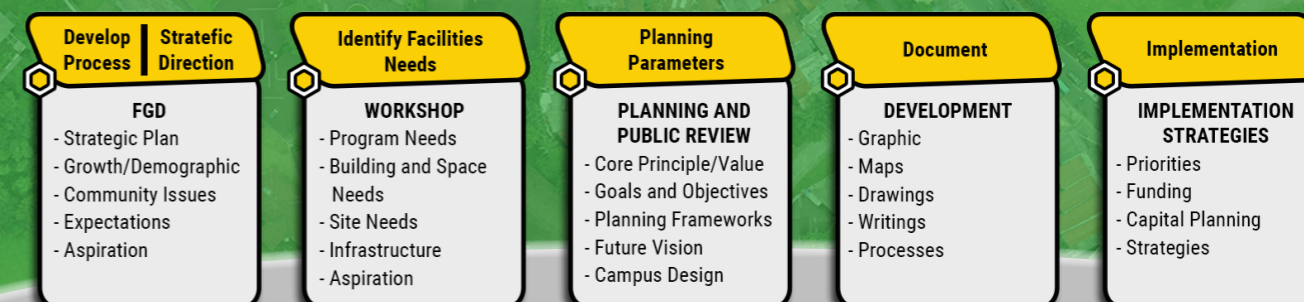 Develop Process
Stratefic Direction
FGD
- Strategic Plan
- Growth/Demographic
- Community Issues
- Expectations
- Aspiration
Identify Facilities
Needs
WORKSHOP
- Program Needs
- Building and Space
Needs
- Site Needs
- Infrastructure
- Aspiration
Planning
Parameters
PLANNING AND
PUBLIC REVIEW
- Core Principle/Value
- Goals and Objectives
- Planning Frameworks
- Future Vision
- Campus Design
Document
DEVELOPMENT
- Graphic
- Maps
- Drawings
- Writings
- Processes
Implementation
IMPLEMENTATION
STRATEGIES
- Priorities
- Funding
- Capital Planning
- Strategies